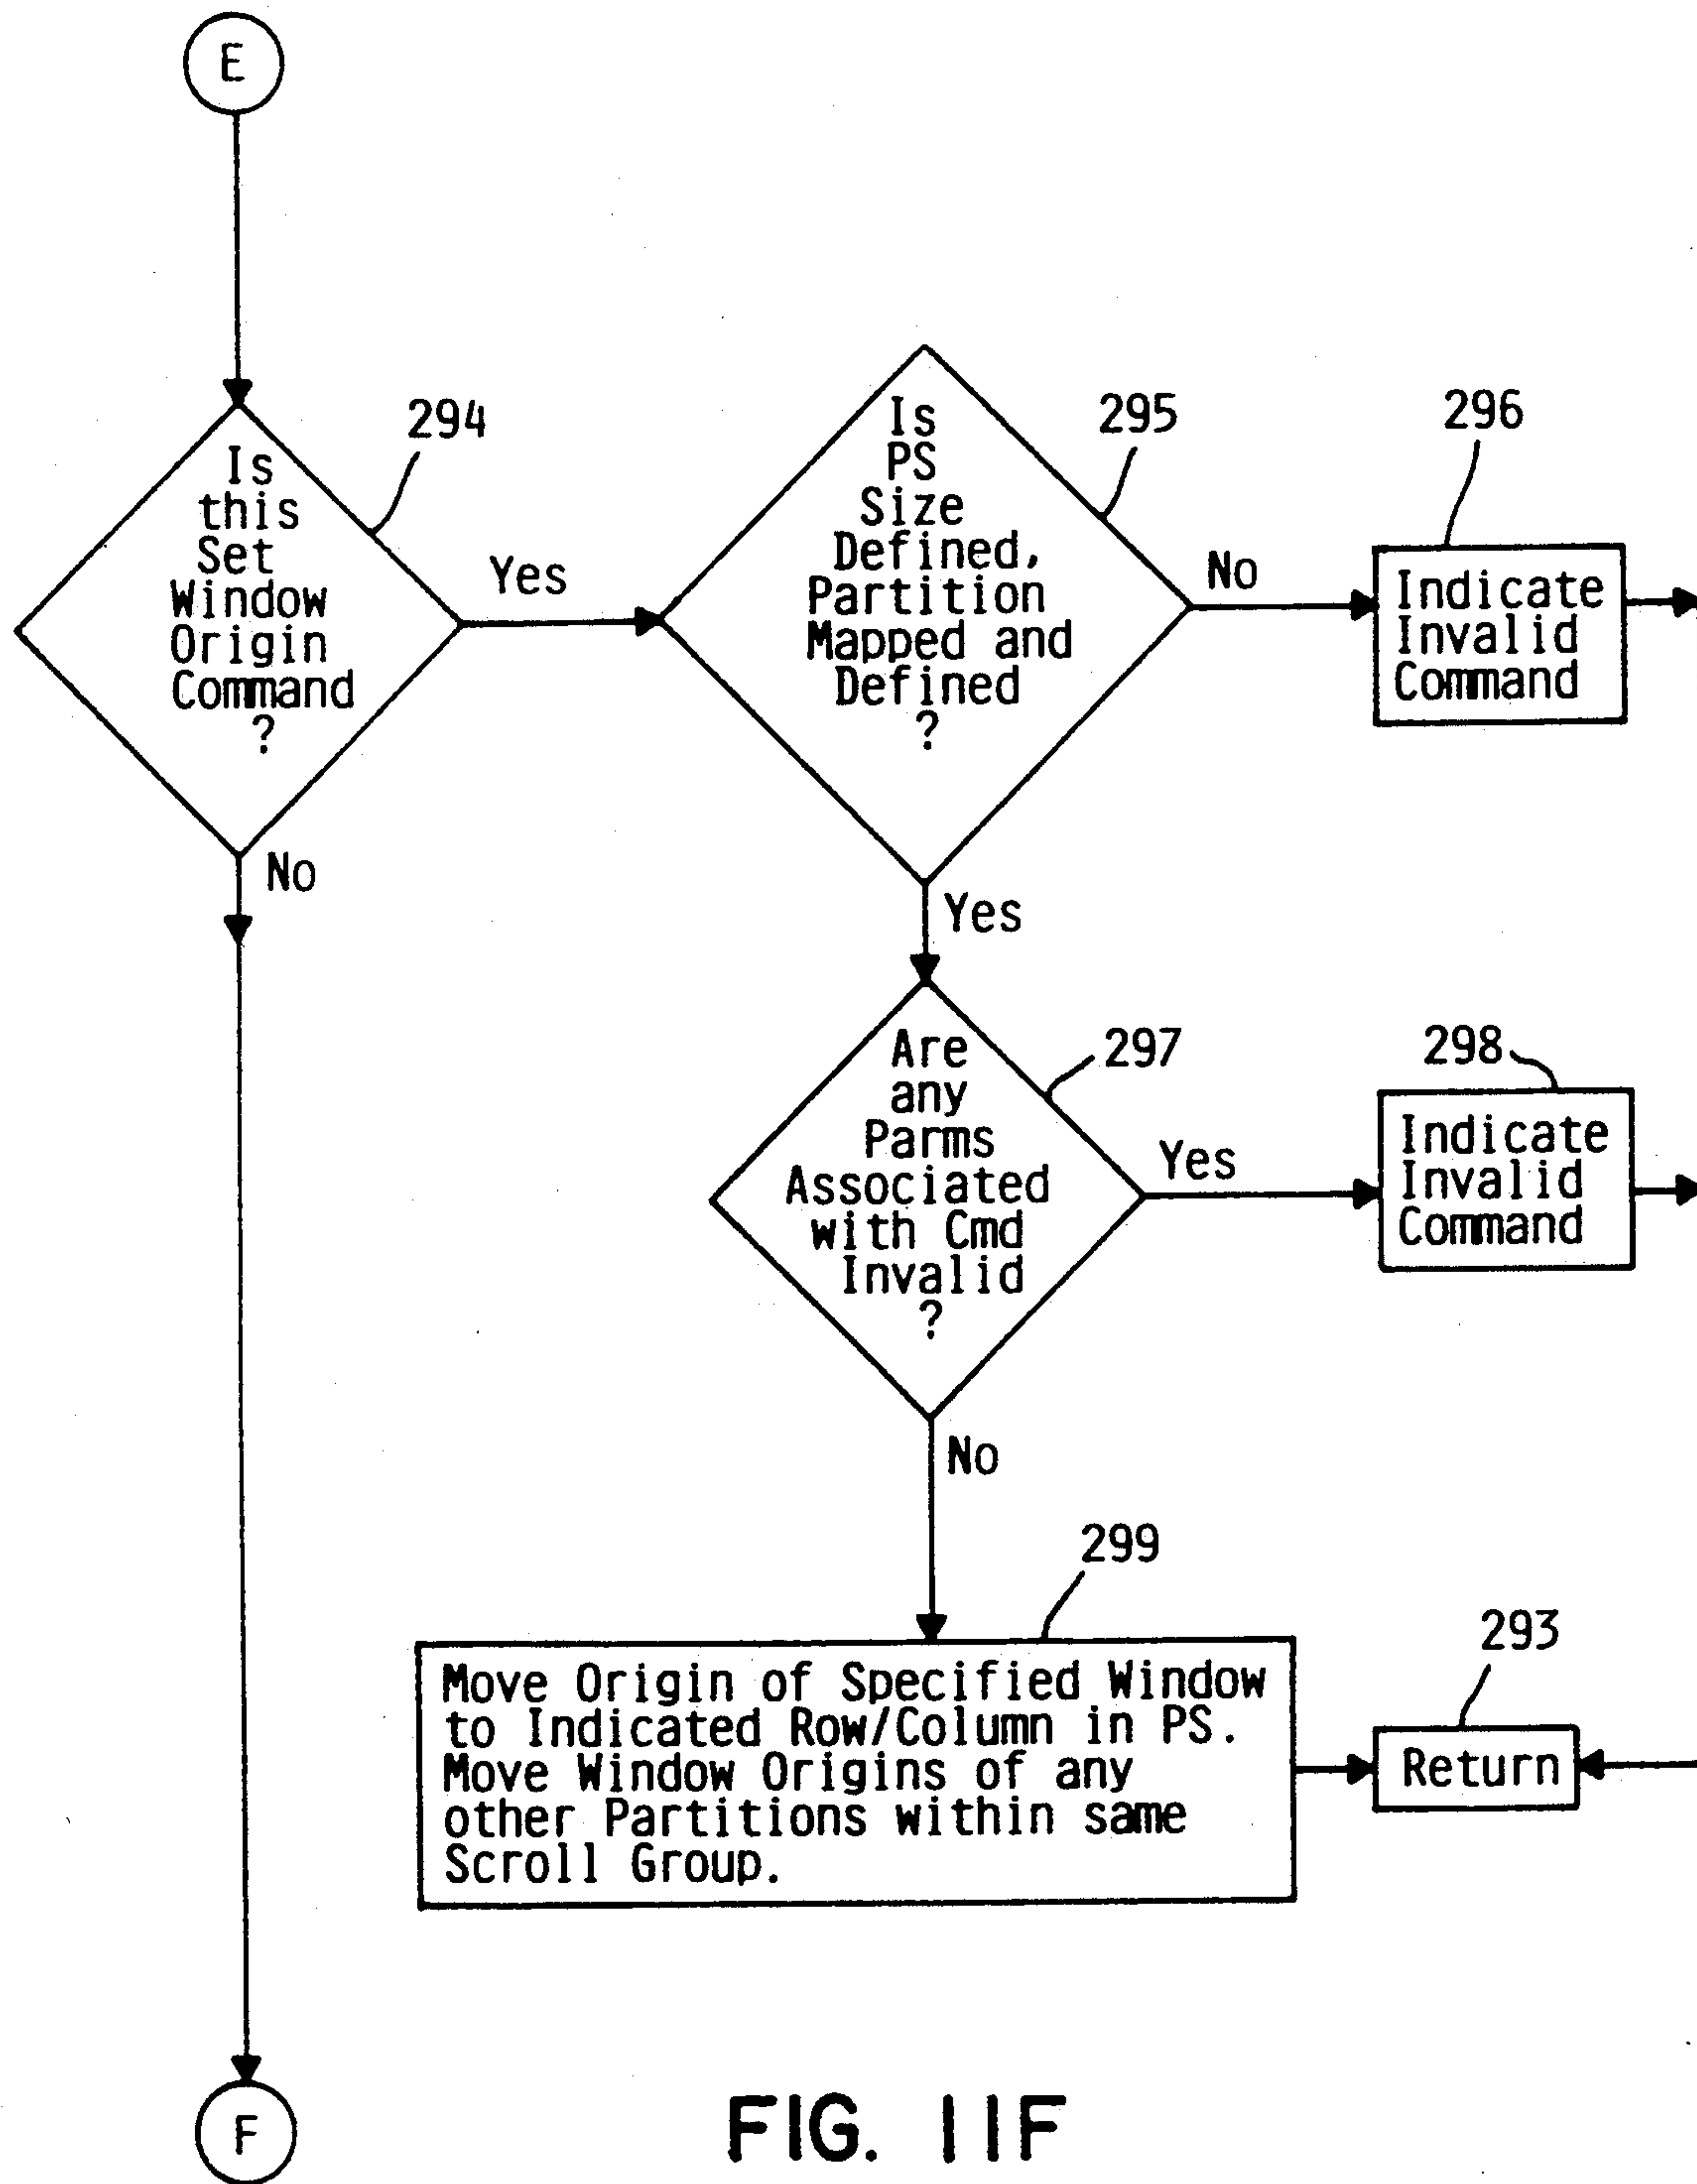 E
294
Is
this
Set
Window
Origin
Command
?
Yes
No
295
Is
PS
Size
Defined,
Partition
Mapped and
Defined
?
No
Yes
296
Indicate
Invalid
Command
297
Are
any
Parms
Associated
with Cmd
Invalid
?
Yes
No
298
Indicate
Invalid
Command
299
Move Origin of Specified Window
to Indicated Row/Column in PS.
Move Window Origins of any
other Partitions within same
Scroll Group.
293
Return
F
FIG. 11F